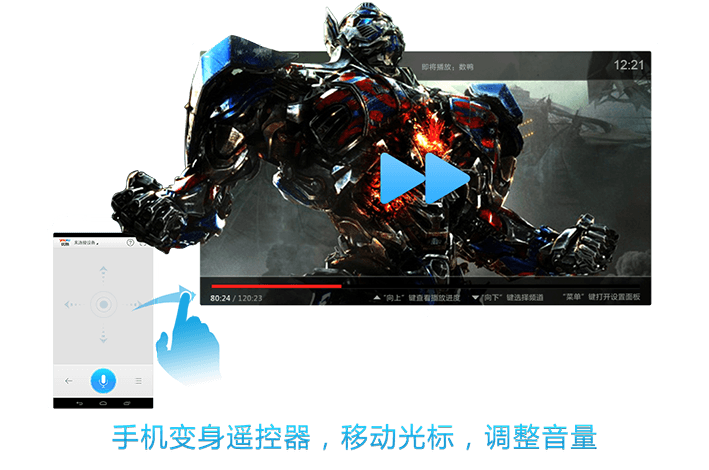 即将播放：数鸭
12:21
80:24 / 120:23
▲ "向上" 键查看播放进度 ▼ "向下" 键选择频道 "菜单" 键打开设置面板
手机变身遥控器，移动光标，调整音量